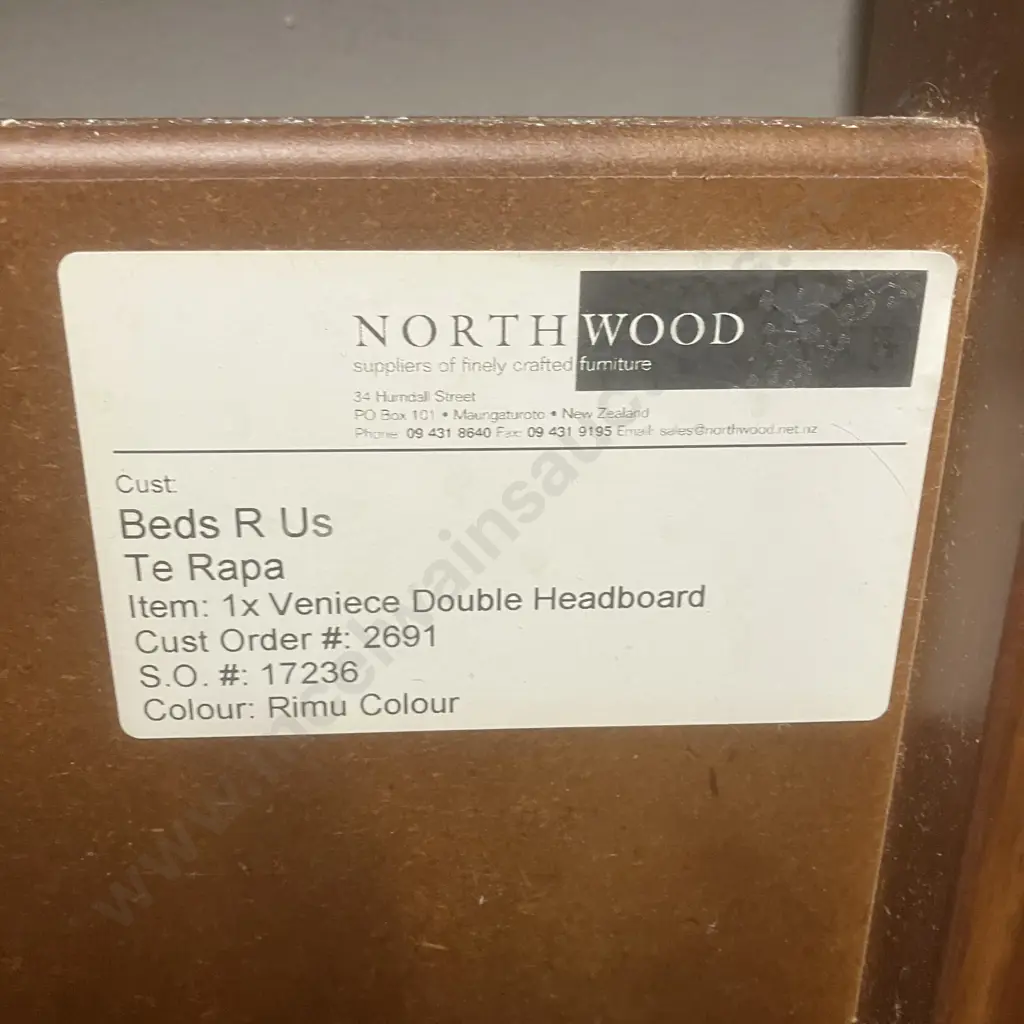 NORTHWOOD
suppliers of finely crafted furniture
34 Hurndall Street
PO Box 101 • Maungaturoto • New Zealand
Phone: 09 431 8640 Fax: 09 431 9195 Email: sales@northwood.net.nz
Cust:
Beds R Us
Te Rapa
Item: 1x Veniece Double Headboard
Cust Order #: 2691
S.O. #: 17236
Colour: Rimu Colour